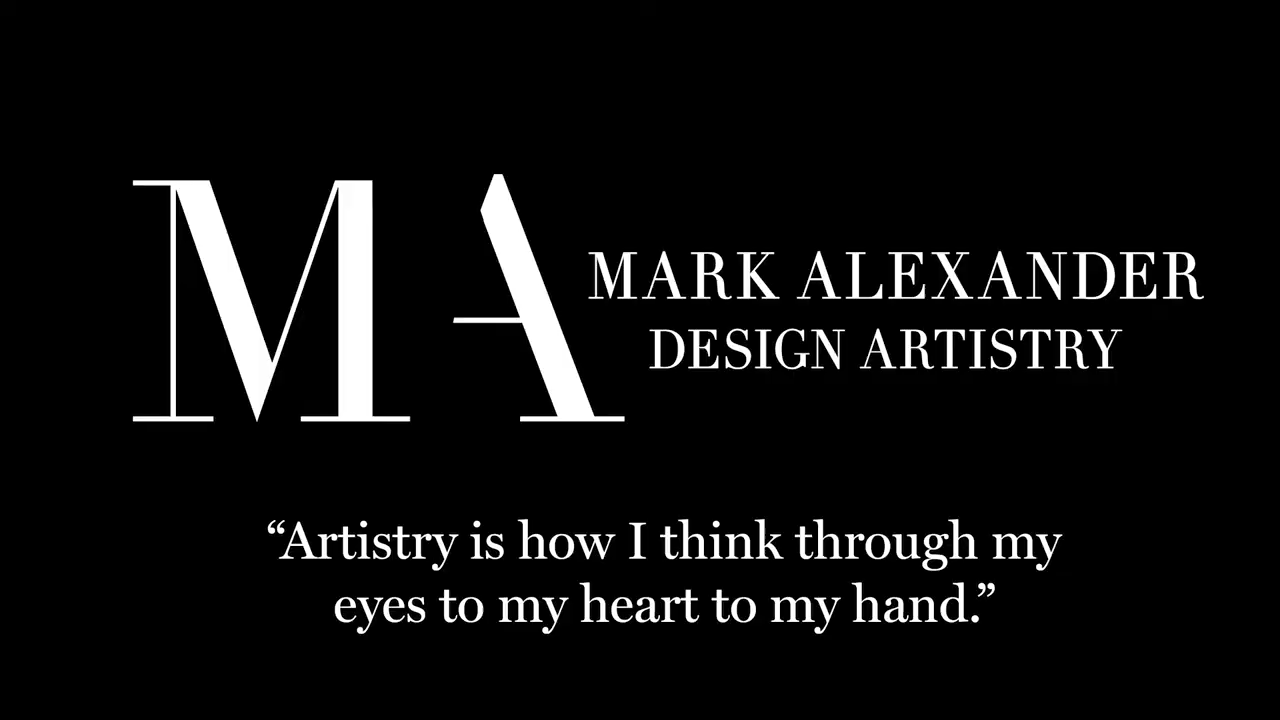 MA
MARK ALEXANDER
DESIGN ARTISTRY
“Artistry is how I think through my
eyes to my heart to my hand.”